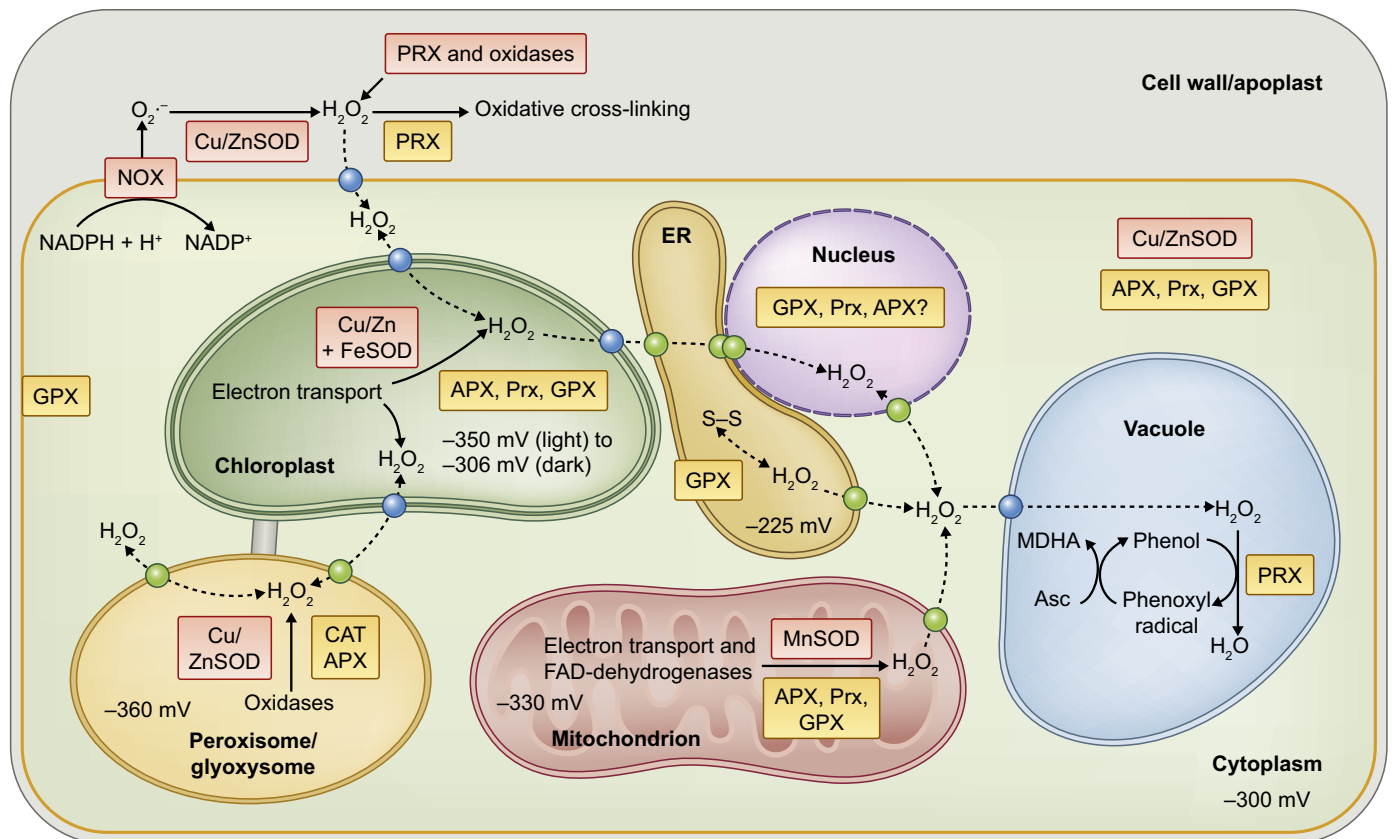 PRX and oxidases
Cell wall/apoplast
O₂·⁻
H₂O₂
Oxidative cross-linking
Cu/ZnSOD
PRX
NOX
NADPH + H⁺
NADP⁺
H₂O₂
ER
Nucleus
GPX, Prx, APX?
H₂O₂
Cu/ZnSOD
APX, Prx, GPX
Cu/Zn
+ FeSOD
H₂O₂
Electron transport
APX, Prx, GPX
GPX
–350 mV (light) to
–306 mV (dark)
H₂O₂
Chloroplast
S–S
GPX
H₂O₂
–225 mV
H₂O₂
Vacuole
H₂O₂
MDHA
Phenol
PRX
Asc
Phenoxyl
radical
H₂O
H₂O₂
H₂O₂
Cu/
ZnSOD
CAT
APX
–360 mV
Oxidases
Peroxisome/
glyoxysome
Electron transport and
FAD-dehydrogenases
MnSOD
H₂O₂
APX, Prx,
GPX
–330 mV
Mitochondrion
Cytoplasm
–300 mV